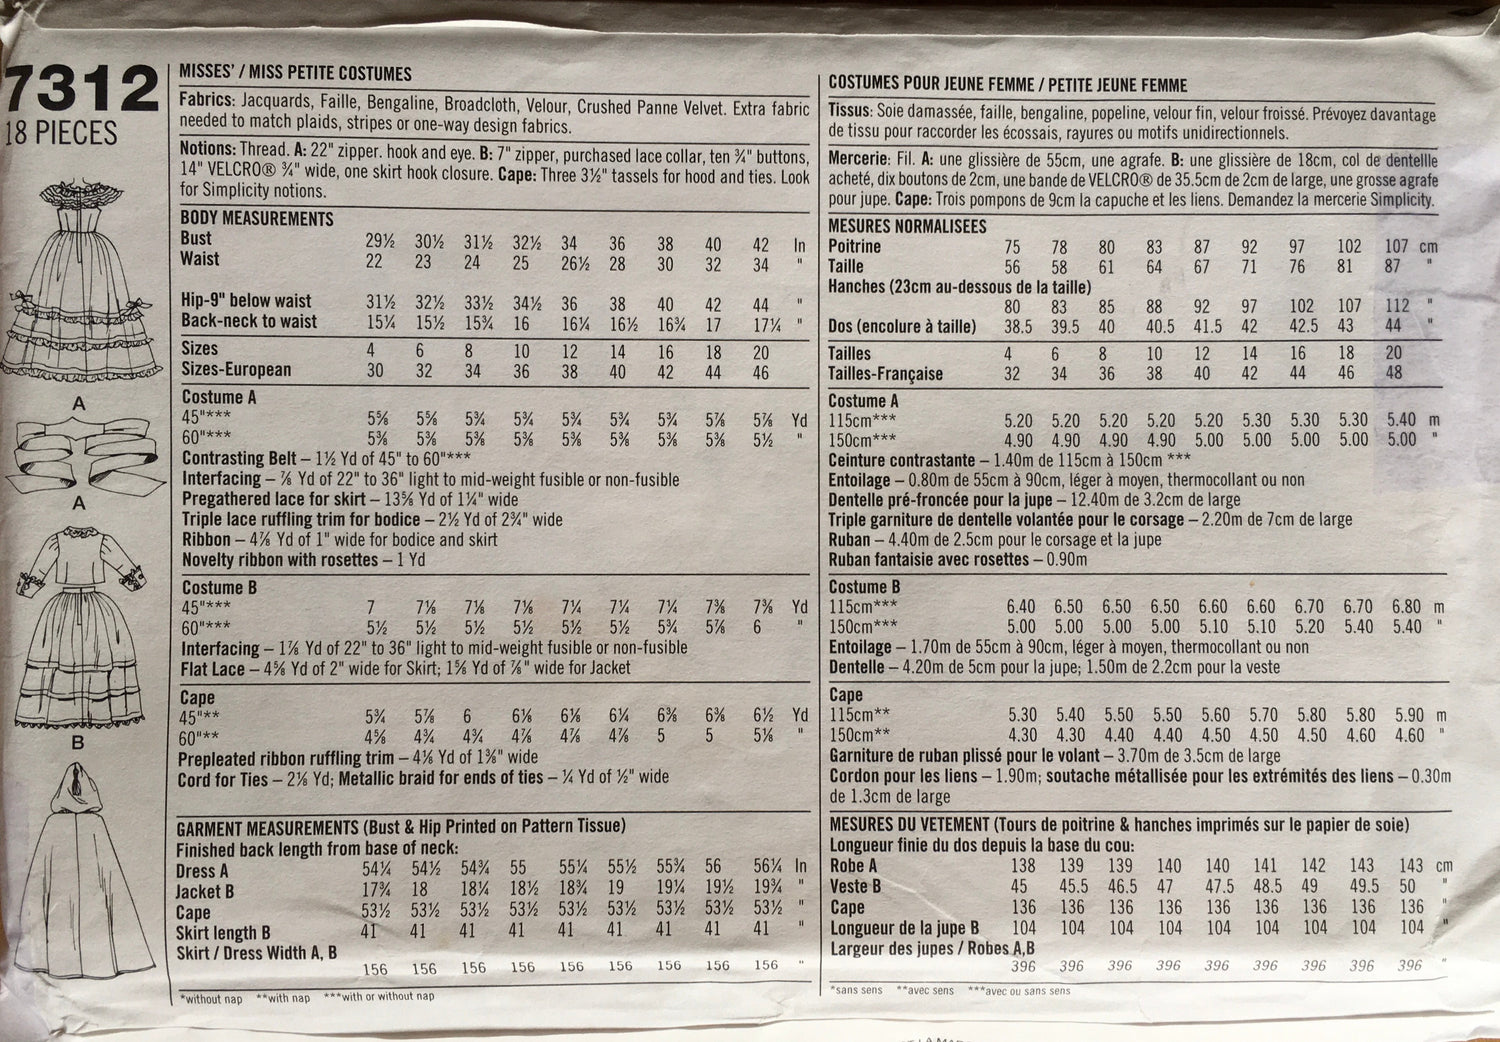 7312
18 PIECES
A
A
B
MISSES' / MISS PETITE COSTUMES
Fabrics: Jacquards, Faille, Bengaline, Broadcloth, Velour, Crushed Panne Velvet. Extra fabric
needed to match plaids, stripes or one-way design fabrics.
Notions: Thread. A: 22" zipper. hook and eye. B: 7" zipper, purchased lace collar, ten ¾" buttons,
14" VELCRO® ¾" wide, one skirt hook closure. Cape: Three 3½" tassels for hood and ties. Look
for Simplicity notions.
BODY MEASUREMENTS
Bust 29½ 30½ 31½ 32½ 34 36 38 40 42 In
Waist 22 23 24 25 26½ 28 30 32 34 "
Hip-9" below waist 31½ 32½ 33½ 34½ 36 38 40 42 44 "
Back-neck to waist 15¼ 15½ 15¾ 16 16¼ 16½ 16¾ 17 17¼ "
Sizes 4 6 8 10 12 14 16 18 20
Sizes-European 30 32 34 36 38 40 42 44 46
Costume A
45"*** 5⅝ 5⅝ 5¾ 5¾ 5¾ 5¾ 5¾ 5⅞ 5⅞ Yd
60"*** 5⅜ 5⅜ 5⅜ 5⅜ 5⅜ 5⅜ 5⅜ 5⅜ 5½ "
Contrasting Belt – 1½ Yd of 45" to 60"***
Interfacing – ⅞ Yd of 22" to 36" light to mid-weight fusible or non-fusible
Pregathered lace for skirt – 13⅝ Yd of 1¼" wide
Triple lace ruffling trim for bodice – 2½ Yd of 2¾" wide
Ribbon – 4⅞ Yd of 1" wide for bodice and skirt
Novelty ribbon with rosettes – 1 Yd
Costume B
45"*** 7 7⅛ 7⅛ 7⅛ 7¼ 7¼ 7¼ 7⅜ 7⅜ Yd
60"*** 5½ 5½ 5½ 5½ 5½ 5½ 5¾ 5⅞ 6 "
Interfacing – 1⅞ Yd of 22" to 36" light to mid-weight fusible or non-fusible
Flat Lace – 4⅝ Yd of 2" wide for Skirt; 1⅝ Yd of ⅞" wide for Jacket
Cape
45"** 5¾ 5⅞ 6 6⅛ 6⅛ 6¼ 6⅜ 6⅜ 6½ Yd
60"** 4⅝ 4¾ 4¾ 4⅞ 4⅞ 4⅞ 5 5 5⅛ "
Prepleated ribbon ruffling trim – 4⅛ Yd of 1⅜" wide
Cord for Ties – 2⅛ Yd; Metallic braid for ends of ties – ¼ Yd of ½" wide
GARMENT MEASUREMENTS (Bust & Hip Printed on Pattern Tissue)
Finished back length from base of neck:
Dress A 54¼ 54½ 54¾ 55 55¼ 55½ 55¾ 56 56¼ In
Jacket B 17¾ 18 18¼ 18½ 18¾ 19 19¼ 19½ 19¾ "
Cape 53½ 53½ 53½ 53½ 53½ 53½ 53½ 53½ 53½ "
Skirt length B 41 41 41 41 41 41 41 41 41 "
Skirt / Dress Width A, B
156 156 156 156 156 156 156 156 156 "
*without nap **with nap ***with or without nap
COSTUMES POUR JEUNE FEMME / PETITE JEUNE FEMME
Tissus: Soie damassée, faille, bengaline, popeline, velour fin, velour froissé. Prévoyez davantage
de tissu pour raccorder les écossais, rayures ou motifs unidirectionnels.
Mercerie: Fil. A: une glissière de 55cm, une agrafe. B: une glissière de 18cm, col de dentellle
acheté, dix boutons de 2cm, une bande de VELCRO® de 35.5cm de 2cm de large, une grosse agrafe
pour jupe. Cape: Trois pompons de 9cm la capuche et les liens. Demandez la mercerie Simplicity.
MESURES NORMALISEES
Poitrine 75 78 80 83 87 92 97 102 107 cm
Taille 56 58 61 64 67 71 76 81 87 "
Hanches (23cm au-dessous de la taille)
80 83 85 88 92 97 102 107 112 "
Dos (encolure à taille) 38.5 39.5 40 40.5 41.5 42 42.5 43 44 "
Tailles 4 6 8 10 12 14 16 18 20
Tailles-Française 32 34 36 38 40 42 44 46 48
Costume A
115cm*** 5.20 5.20 5.20 5.20 5.20 5.30 5.30 5.30 5.40 m
150cm*** 4.90 4.90 4.90 4.90 5.00 5.00 5.00 5.00 5.00 "
Ceinture contrastante – 1.40m de 115cm à 150cm ***
Entoilage – 0.80m de 55cm à 90cm, léger à moyen, thermocollant ou non
Dentelle pré-froncée pour la jupe – 12.40m de 3.2cm de large
Triple garniture de dentelle volantée pour le corsage – 2.20m de 7cm de large
Ruban – 4.40m de 2.5cm pour le corsage et la jupe
Ruban fantaisie avec rosettes – 0.90m
Costume B
115cm*** 6.40 6.50 6.50 6.50 6.60 6.60 6.70 6.70 6.80 m
150cm*** 5.00 5.00 5.00 5.00 5.10 5.10 5.20 5.40 5.40 "
Entoilage – 1.70m de 55cm à 90cm, léger à moyen, thermocollant ou non
Dentelle – 4.20m de 5cm pour la jupe; 1.50m de 2.2cm pour la veste
Cape
115cm** 5.30 5.40 5.50 5.50 5.60 5.70 5.80 5.80 5.90 m
150cm** 4.30 4.30 4.40 4.40 4.50 4.50 4.50 4.60 4.60 "
Garniture de ruban plissé pour le volant – 3.70m de 3.5cm de large
Cordon pour les liens – 1.90m; soutache métallisée pour les extrémités des liens – 0.30m
de 1.3cm de large
MESURES DU VETEMENT (Tours de poitrine & hanches imprimés sur le papier de soie)
Longueur finie du dos depuis la base du cou:
Robe A 138 139 139 140 140 141 142 143 143 cm
Veste B 45 45.5 46.5 47 47.5 48.5 49 49.5 50 "
Cape 136 136 136 136 136 136 136 136 136 "
Longueur de la jupe B 104 104 104 104 104 104 104 104 104 "
Largeur des jupes / Robes A,B
396 396 396 396 396 396 396 396 396 "
*sans sens **avec sens ***avec ou sans sens